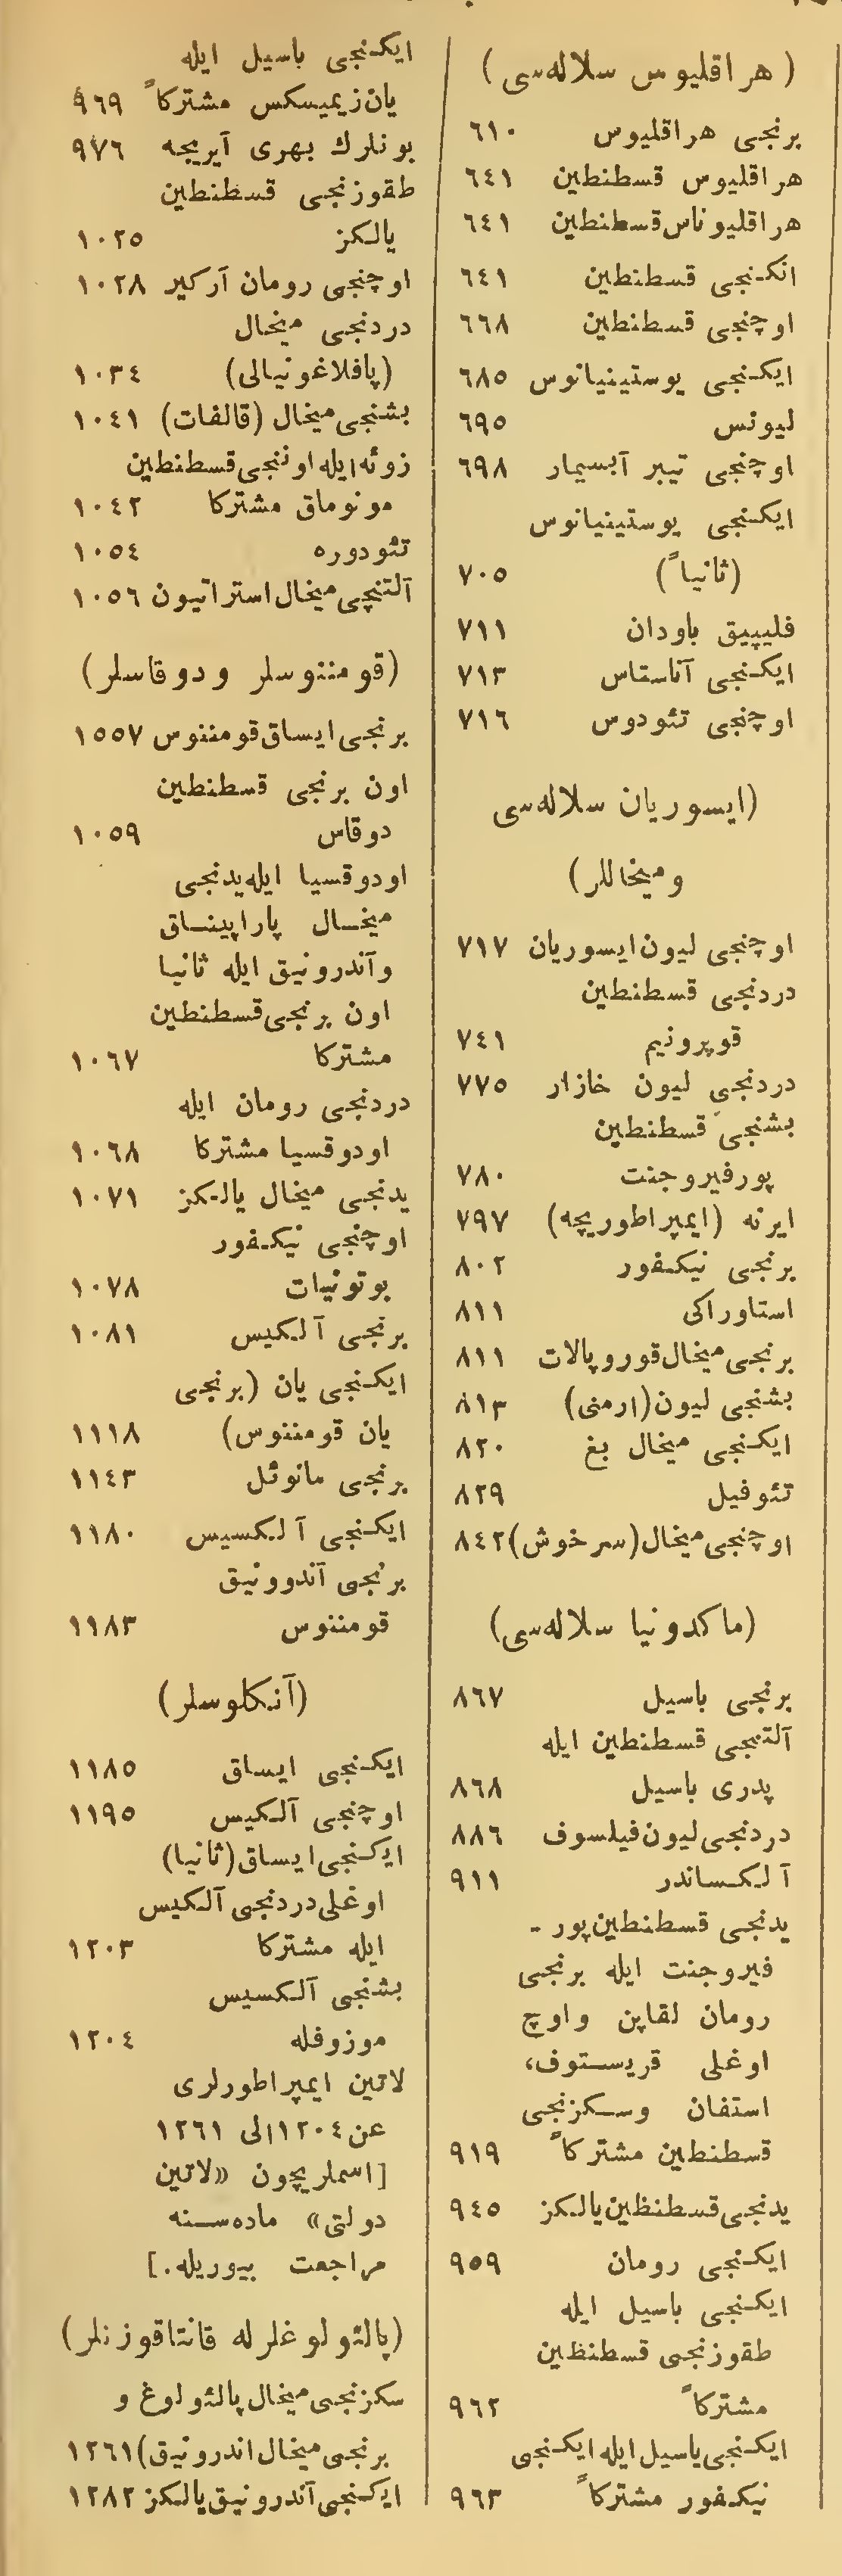 (هراقليوس سلاله‌سی)
برنجی هراقليوس ٦١٠
هراقليوس قسطنطين ٦٤١
هراقليوناس قسطنطين ٦٤١
انكنجی قسطنطين ٦٤١
اوچنجی قسطنطين ٦٦٨
ايكنجی يوستينيانوس ٦٨٥
ليونس ٦٩٥
اوچنجی تيبر آبسيمار ٦٩٨
ايكنجی يوستينيانوس
(ثانياً) ٧٠٥
فليپيق باودان ٧١١
ايكنجی آناستاس ٧١٣
اوچنجی تئودوس ٧١٦
(ايسوريان سلاله‌سی
وميخاللر)
اوچنجی ليون ايسوريان ٧١٧
دردنجی قسطنطين
قوپرونيم ٧٤١
دردنجی ليون خازار ٧٧٥
بشنجی قسطنطين
پورفيروجنت ٧٨٠
ايرنه (ايمپراطوريچه) ٧٩٧
برنجی نيكفور ٨٠٢
استاوراكی ٨١١
برنجی ميخال قوروپالات ٨١١
بشنجی ليون (ارمنی) ٨١٣
ايكنجی ميخال بغ ٨٢٠
تئوفيل ٨٢٩
اوچنجی ميخال (سرخوش) ٨٤٢
(ماكدونيا سلاله‌سی)
برنجی باسيل ٨٦٧
آلتنجی قسطنطين ايله
پدری باسيل ٨٦٨
دردنجی ليون فيلسوف ٨٨٦
آلكساندر ٩١١
يدنجی قسطنطين پور-
فيروجنت ايله برنجی
رومان لقاپن واوچ
اوغلی قريستوف،
استفان وسكزنجی
قسطنطين مشتركاً ٩١٩
يدنجی قسطنظين يالكز ٩٤٥
ايكنجی رومان ٩٥٩
ايكنجی باسيل ايله
طقوزنجی قسطنظين
مشتركاً ٩٦٢
ايكنجی ياسيل ايله ايكنجی
نيكفور مشتركاً ٩٦٣
ايكنجی باسيل ايله
يان زيميسكس مشتركاً ٩٦٩
بونلرك بهری آيريجه ٩٧٦
طقوزنجی قسطنطين
يالكز ١٠٢٥
اوچنجی رومان آركير ١٠٢٨
دردنجی ميخال
(پافلاغونيالی) ١٠٣٤
بشنجی ميخال (قالفات) ١٠٤١
زوئه ايله اوننجی قسطنطين
مونوماق مشتركا ١٠٤٢
تئودوره ١٠٥٤
آلتنچی ميخال استراتيون ١٠٥٦
(قومننوسلر ودوقاسلر)
برنجی ايساق قومننوس ١٥٥٧
اون برنجی قسطنطين
دوقاس ١٠٥٩
اودوقسيا ايله يدنجی
ميخال پاراپيناق
وآندرونيق ايله ثانيا
اون برنجی قسطنطين
مشتركا ١٠٦٧
دردنجی رومان ايله
اودوقسيا مشتركا ١٠٦٨
يدنجی ميخال يالكز ١٠٧١
اوچنجی نيكفور
بوتونيات ١٠٧٨
برنجی آلكيس ١٠٨١
ايكنجی يان (برنجی
يان قومننوس) ١١١٨
برنجی مانوئل ١١٤٣
ايكنجی آلكسيس ١١٨٠
برنجی آندوونيق
قومننوس ١١٨٣
(آنكلوسلر)
ايكنجی ايساق ١١٨٥
اوچنجی آلكيس ١١٩٥
ايكنجی ايساق (ثانيا)
اوغلی دردنجی آلكيس
ايله مشتركا ١٢٠٣
بشنجی آلكسيس
موزوفله ١٢٠٤
لاتين ايمپراطورلری
عن ١٢٠٤ الی ١٢٦١
[اسملريچون «لاتين
دولتی» ماده‌سنه
مراجعت بيوريله.]
(پالئولوغلرله قانتاقوزنلر)
سكزنجی ميخال پالئولوغ و
برنجی ميخال اندرونيق) ١٢٦١
ايكنجی آندرونيق يالكز ١٢٨٢